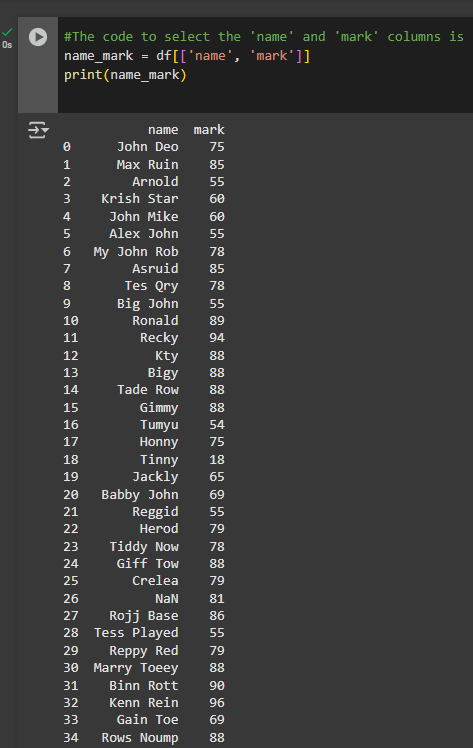 #The code to select the 'name' and 'mark' columns is
name_mark = df[['name', 'mark']]
print(name_mark)
0s
name mark
0 John Deo 75
1 Max Ruin 85
2 Arnold 55
3 Krish Star 60
4 John Mike 60
5 Alex John 55
6 My John Rob 78
7 Asruid 85
8 Tes Qry 78
9 Big John 55
10 Ronald 89
11 Recky 94
12 Kty 88
13 Bigy 88
14 Tade Row 88
15 Gimmy 88
16 Tumyu 54
17 Honny 75
18 Tinny 18
19 Jackly 65
20 Babby John 69
21 Reggid 55
22 Herod 79
23 Tiddy Now 78
24 Giff Tow 88
25 Crelea 79
26 NaN 81
27 Rojj Base 86
28 Tess Played 55
29 Reppy Red 79
30 Marry Toeey 88
31 Binn Rott 90
32 Kenn Rein 96
33 Gain Toe 69
34 Rows Noump 88